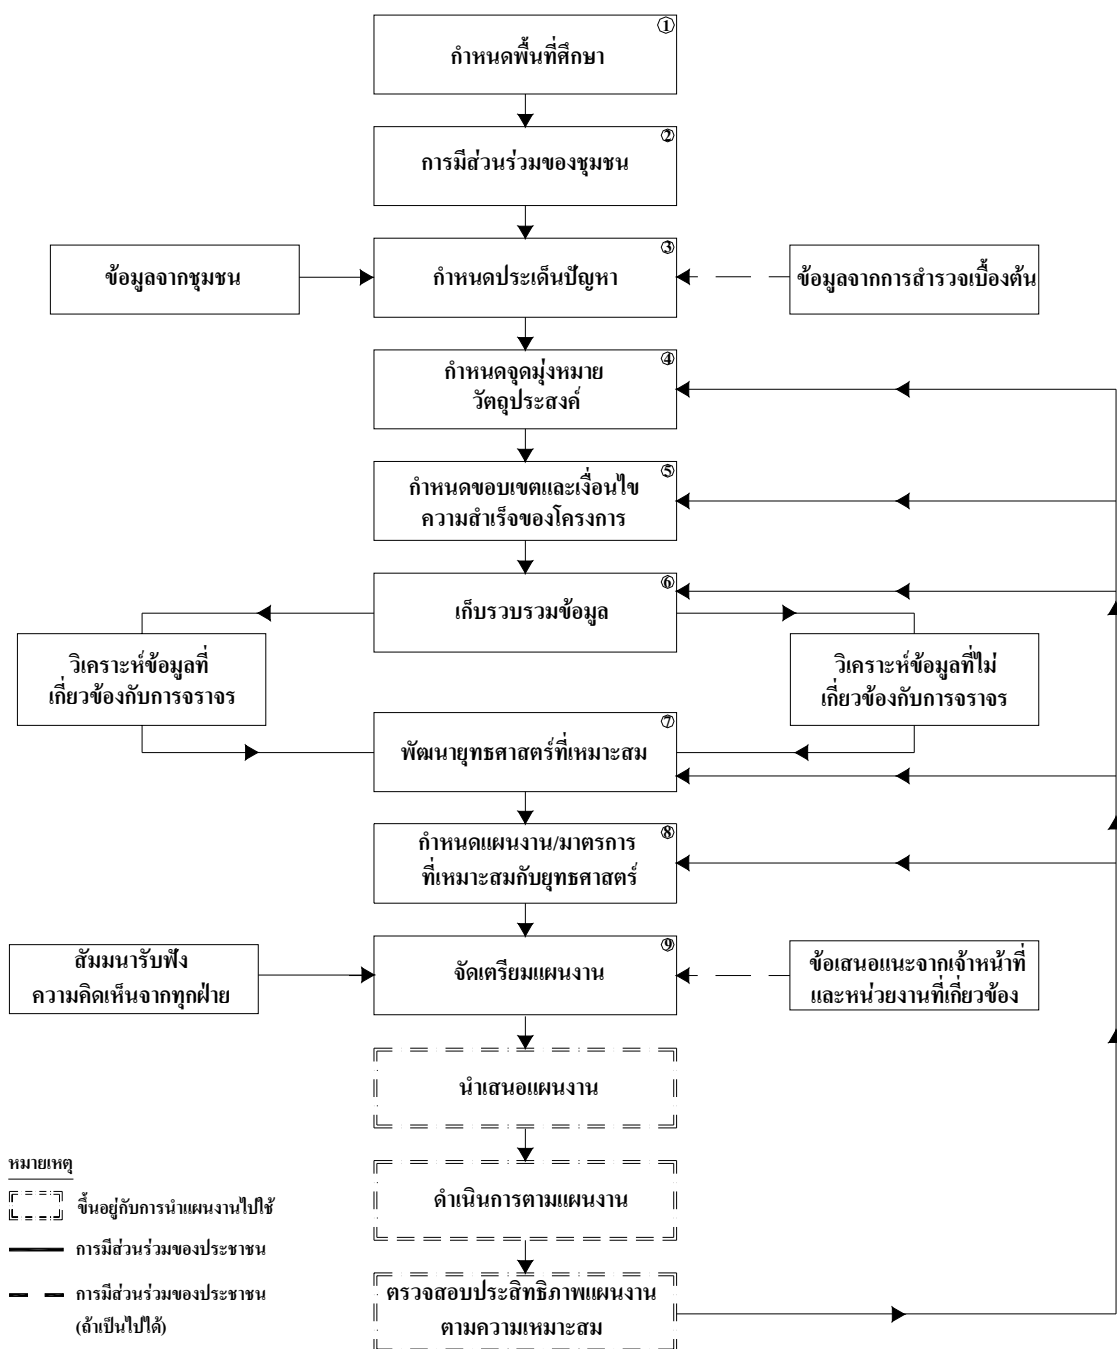 ①
กำหนดพื้นที่ศึกษา
②
การมีส่วนร่วมของชุมชน
③
ข้อมูลจากชุมชน
กำหนดประเด็นปัญหา
ข้อมูลจากการสำรวจเบื้องต้น
④
กำหนดจุดมุ่งหมาย
วัตถุประสงค์
⑤
กำหนดขอบเขตและเงื่อนไข
ความสำเร็จของโครงการ
⑥
เก็บรวบรวมข้อมูล
วิเคราะห์ข้อมูลที่
เกี่ยวข้องกับการจราจร
วิเคราะห์ข้อมูลที่ไม่
เกี่ยวข้องกับการจราจร
⑦
พัฒนายุทธศาสตร์ที่เหมาะสม
⑧
กำหนดแผนงาน/มาตรการ
ที่เหมาะสมกับยุทธศาสตร์
⑨
สัมมนารับฟัง
ความคิดเห็นจากทุกฝ่าย
จัดเตรียมแผนงาน
ข้อเสนอแนะจากเจ้าหน้าที่
และหน่วยงานที่เกี่ยวข้อง
นำเสนอแผนงาน
ดำเนินการตามแผนงาน
ตรวจสอบประสิทธิภาพแผนงาน
ตามความเหมาะสม
หมายเหตุ
ขึ้นอยู่กับการนำแผนงานไปใช้
การมีส่วนร่วมของประชาชน
การมีส่วนร่วมของประชาชน
(ถ้าเป็นไปได้)